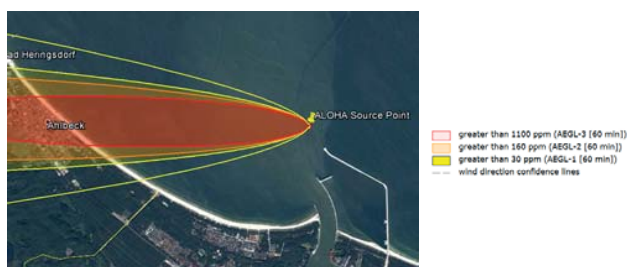 ad Heringsdorf
ALOHA Source Point
Ahlbeck
greater than 1100 ppm (AEGL-3 [60 min])
greater than 160 ppm (AEGL-2 [60 min])
greater than 30 ppm (AEGL-1 [60 min])
wind direction confidence lines